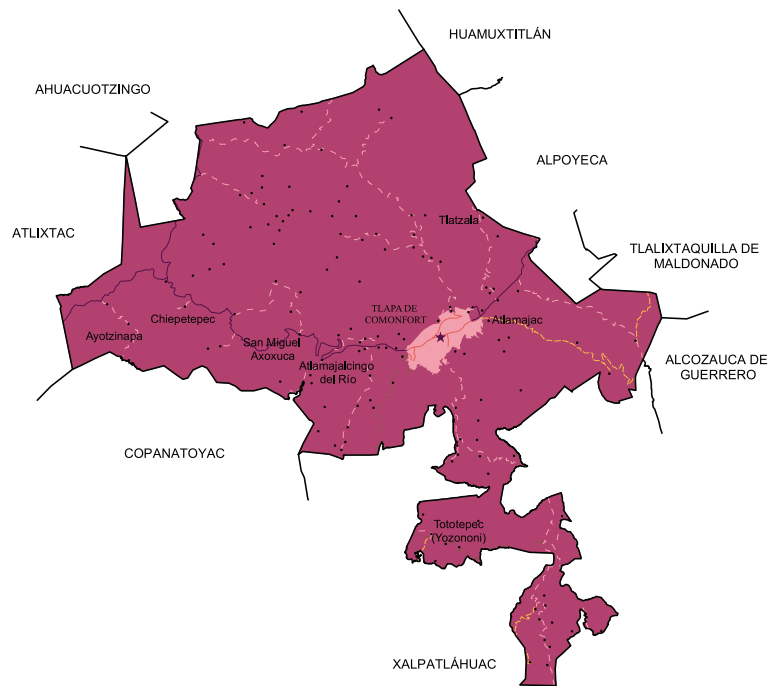 HUAMUXTITLÁN
AHUACUOTZINGO
ALPOYECA
ATLIXTAC
Tlatzala
TLALIXTAQUILLA DE
MALDONADO
TLAPA DE
COMONFORT
Chiepetepec
Atlamajac
Ayotzinapa
San Miguel
Axoxuca
Atlamajalcingo
del Río
ALCOZAUCA DE
GUERRERO
COPANATOYAC
Tototepec
(Yozononi)
XALPATLÁHUAC